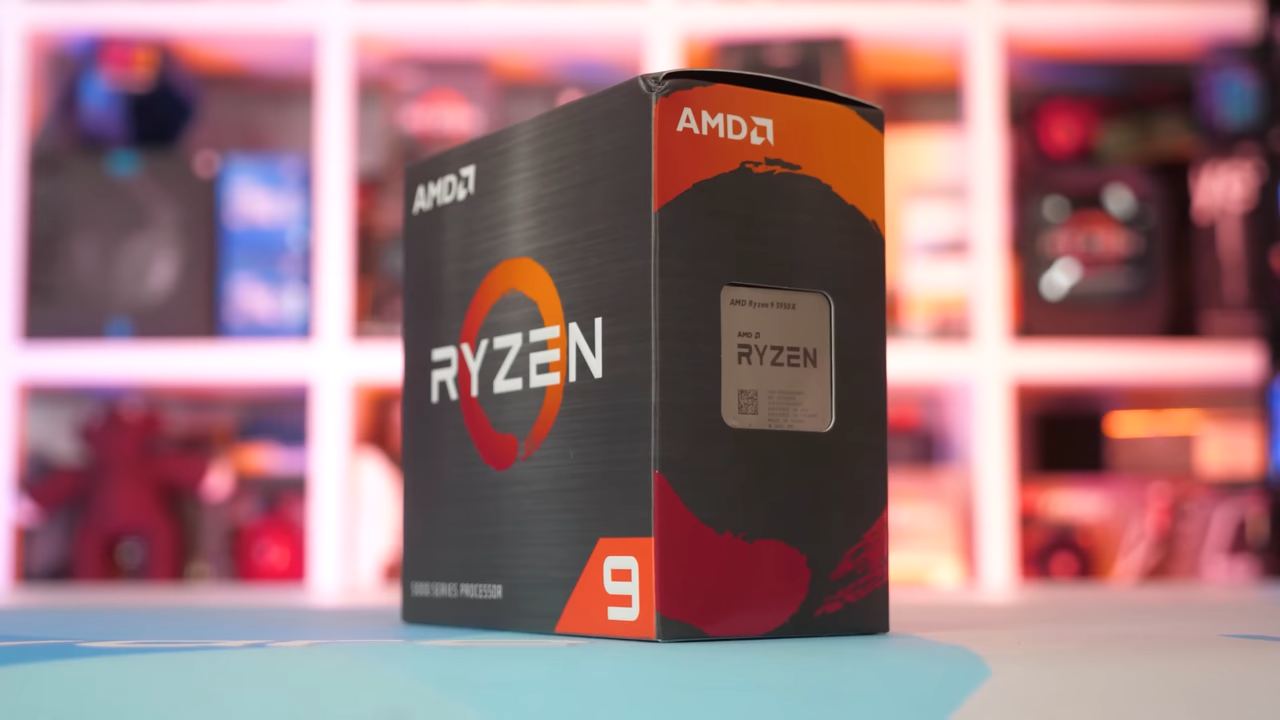 AMD
RYZEN
5000 SERIES PROCESSOR
9
AMD
AMD Ryzen 9 5950X
AMD
RYZEN